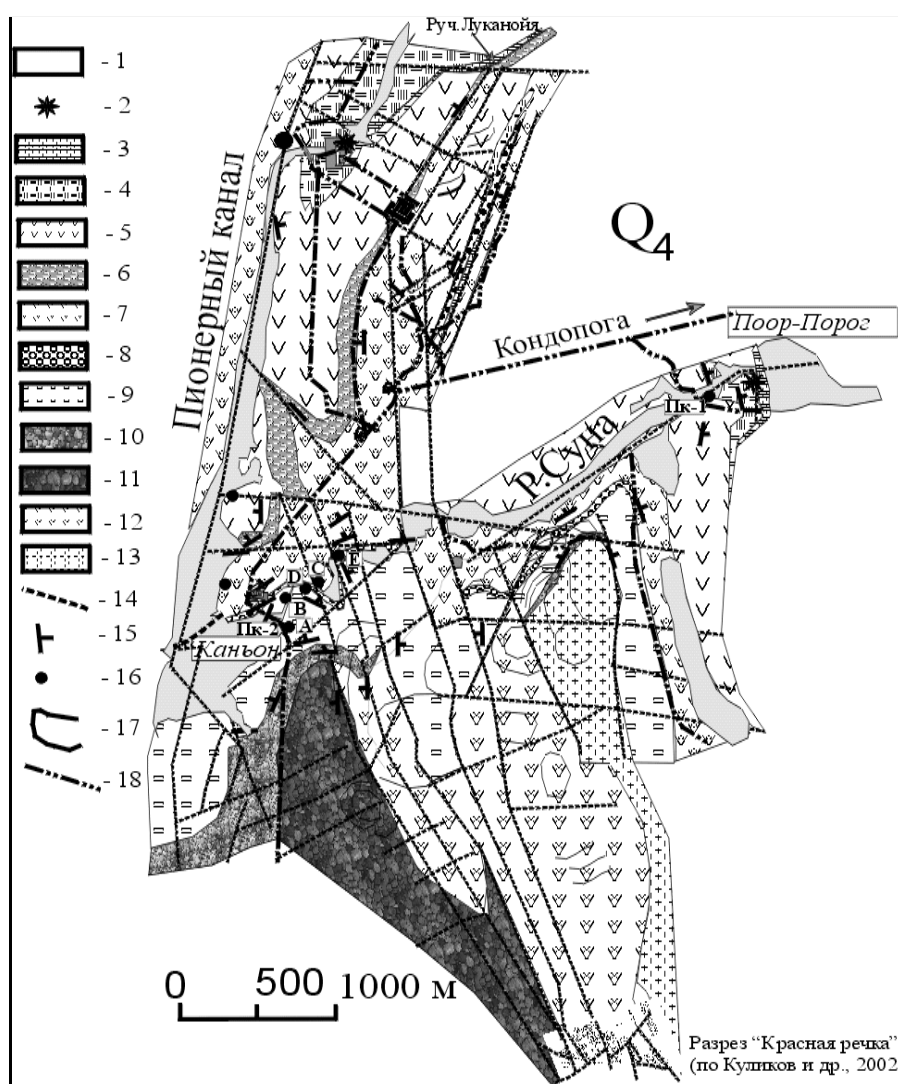 Руч.Луканойя
- 1
- 2
- 3
- 4
- 5
- 6
- 7
- 8
- 9
- 10
- 11
- 12
- 13
- 14
- 15
- 16
- 17
- 18
Пионерный канал
Q4
Кондопога
Поор-Порог
Пк-1
Р.Суна
F
D
C
B
Пк-2
A
Каньон
0 500 1000 м
Разрез “Красная речка”
(по Куликов и др., 2002